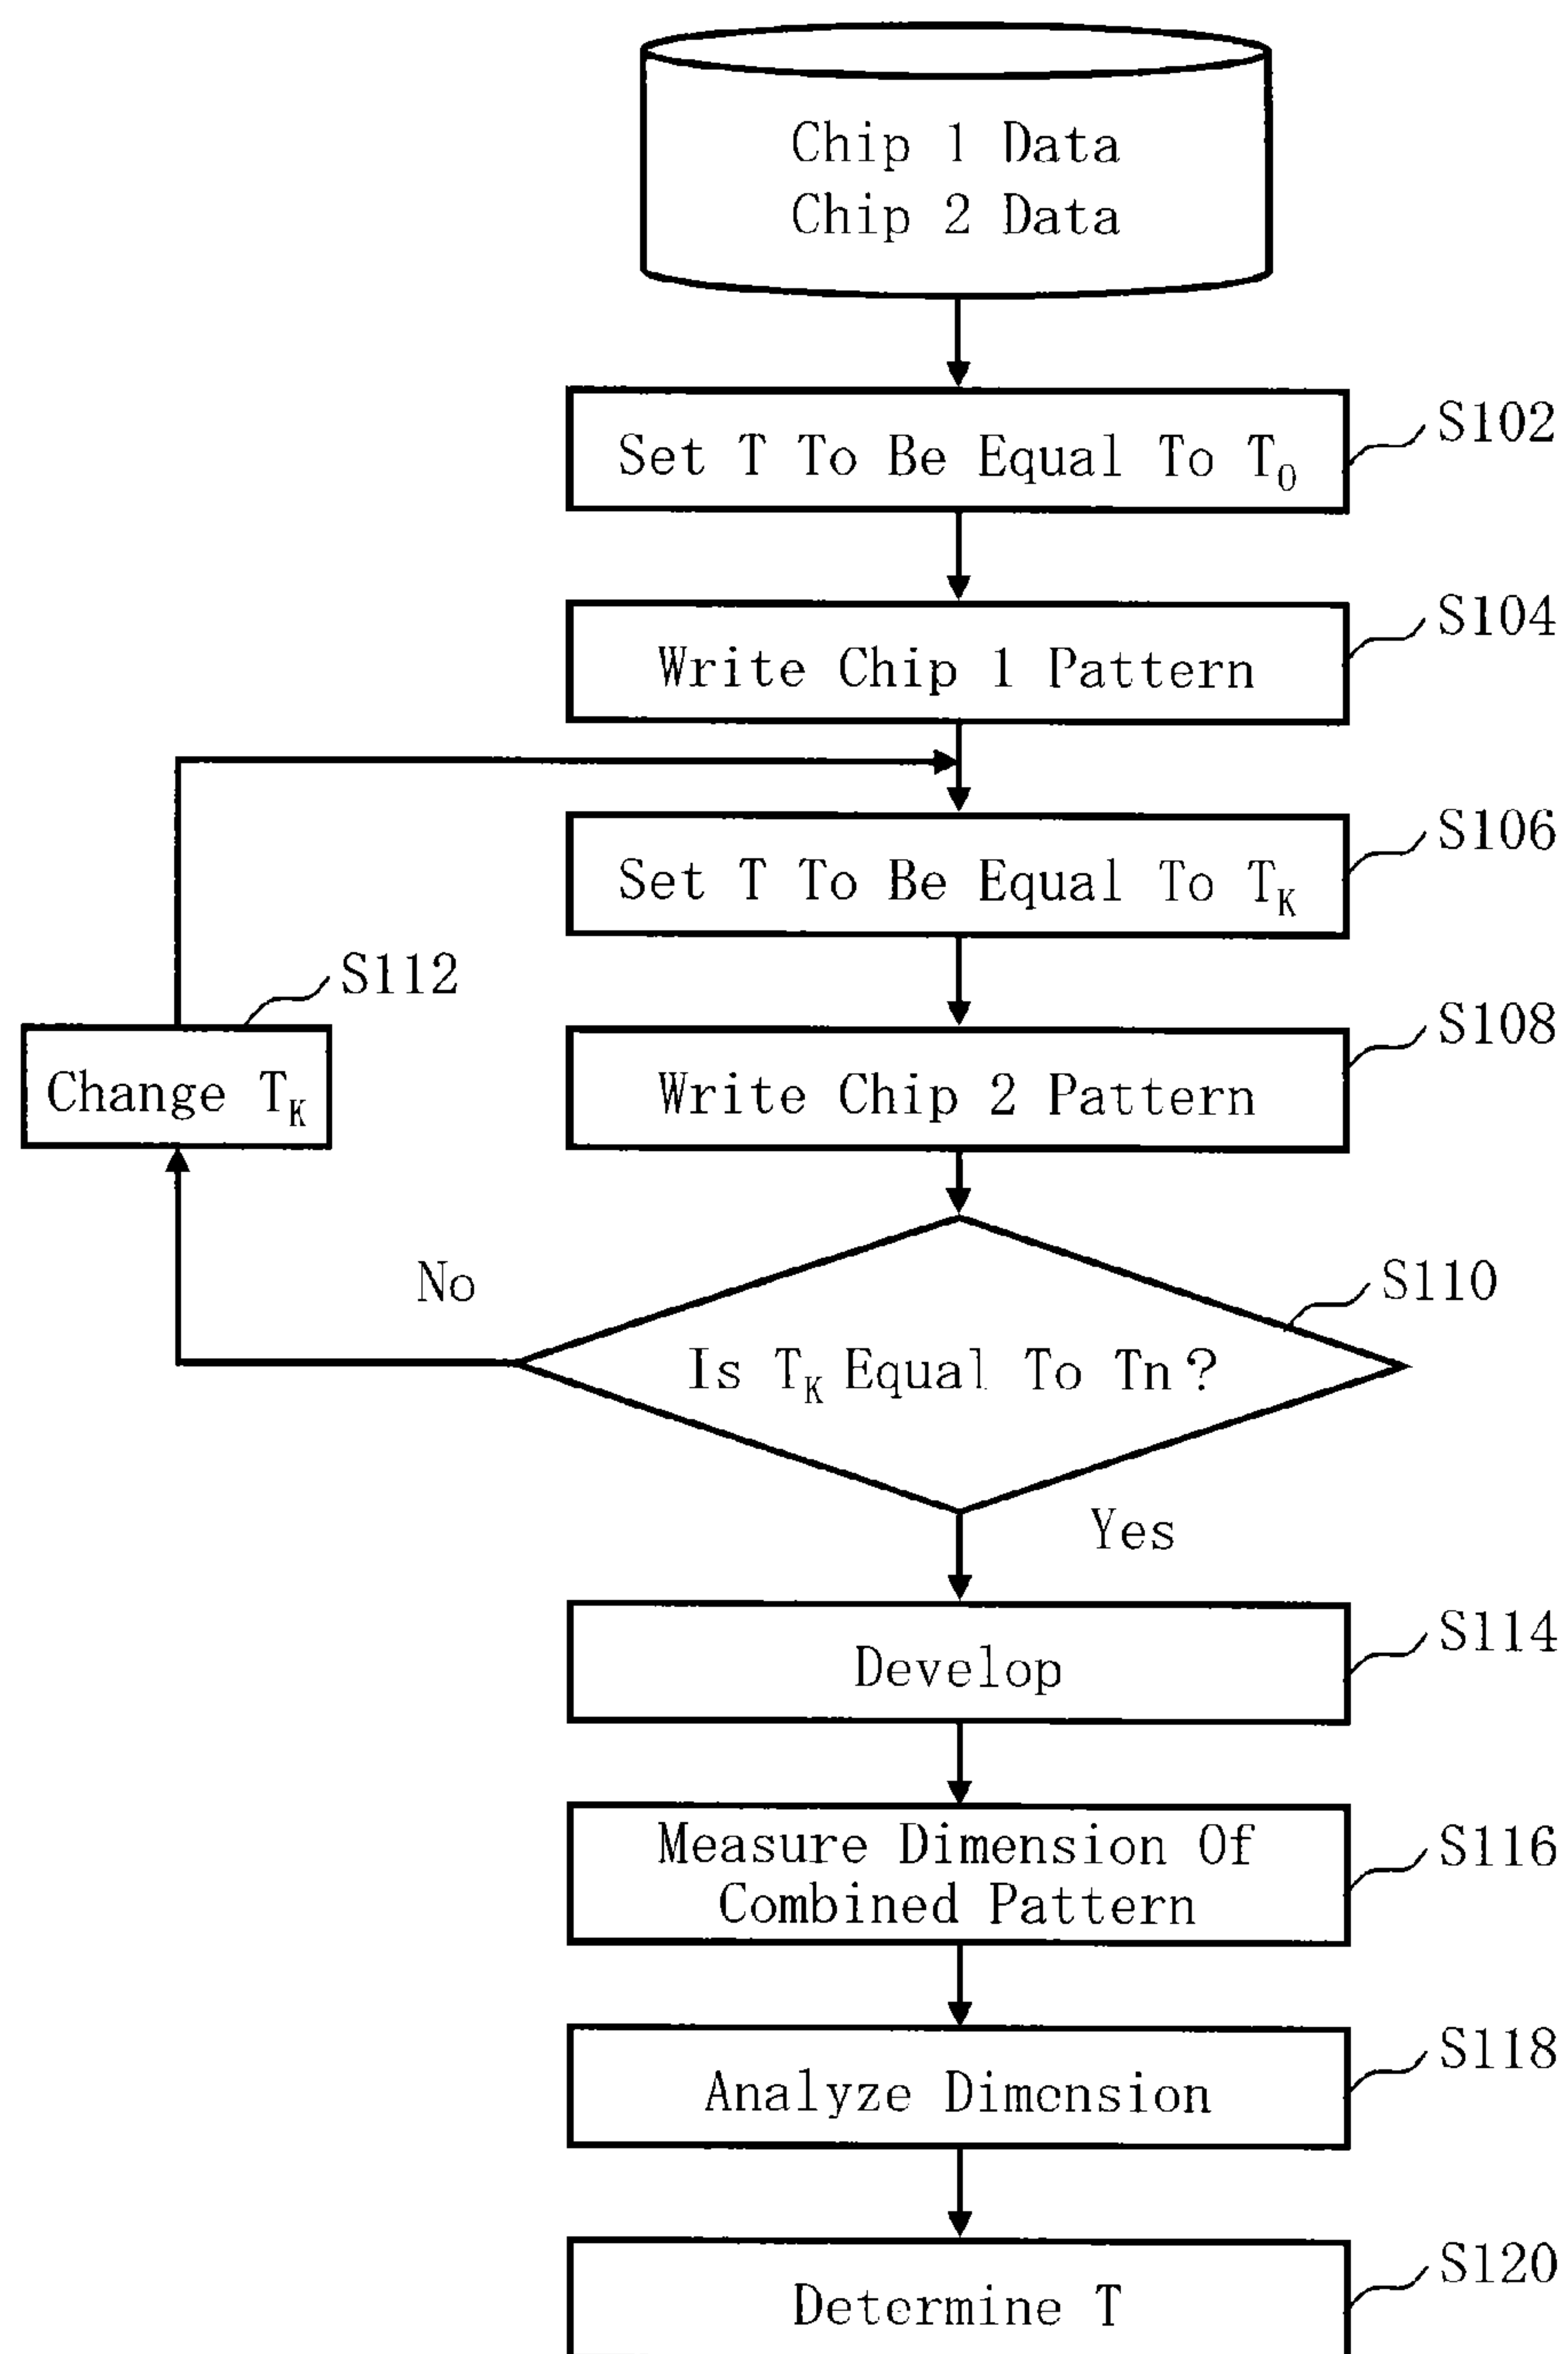 Chip 1 Data
Chip 2 Data
Set T To Be Equal To T₀
S102
Write Chip 1 Pattern
S104
Set T To Be Equal To Tₖ
S106
S112
Change Tₖ
Write Chip 2 Pattern
S108
No
Is Tₖ Equal To Tn?
S110
Yes
Develop
S114
Measure Dimension Of
Combined Pattern
S116
Analyze Dimension
S118
Determine T
S120